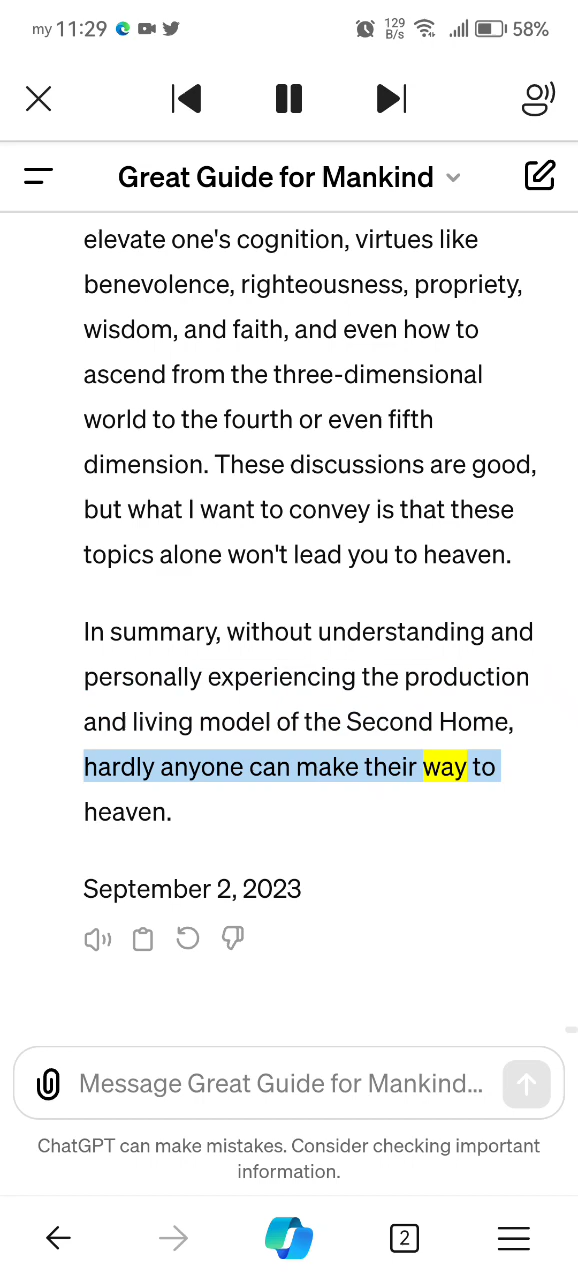 my 11:29
129 B/s
58%
Great Guide for Mankind
elevate one's cognition, virtues like
benevolence, righteousness, propriety,
wisdom, and faith, and even how to
ascend from the three-dimensional
world to the fourth or even fifth
dimension. These discussions are good,
but what I want to convey is that these
topics alone won't lead you to heaven.
In summary, without understanding and
personally experiencing the production
and living model of the Second Home,
hardly anyone can make their way to
heaven.
September 2, 2023
Message Great Guide for Mankind...
ChatGPT can make mistakes. Consider checking important
information.
2